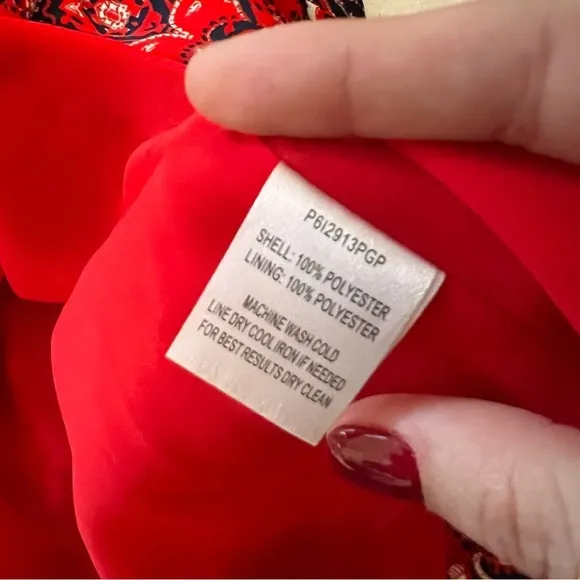 P6I2913PGP
SHELL: 100% POLYESTER
LINING: 100% POLYESTER
MACHINE WASH COLD
LINE DRY COOL IRON IF NEEDED
FOR BEST RESULTS DRY CLEAN